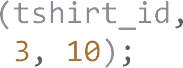 (tshirt_id,
3, 10);